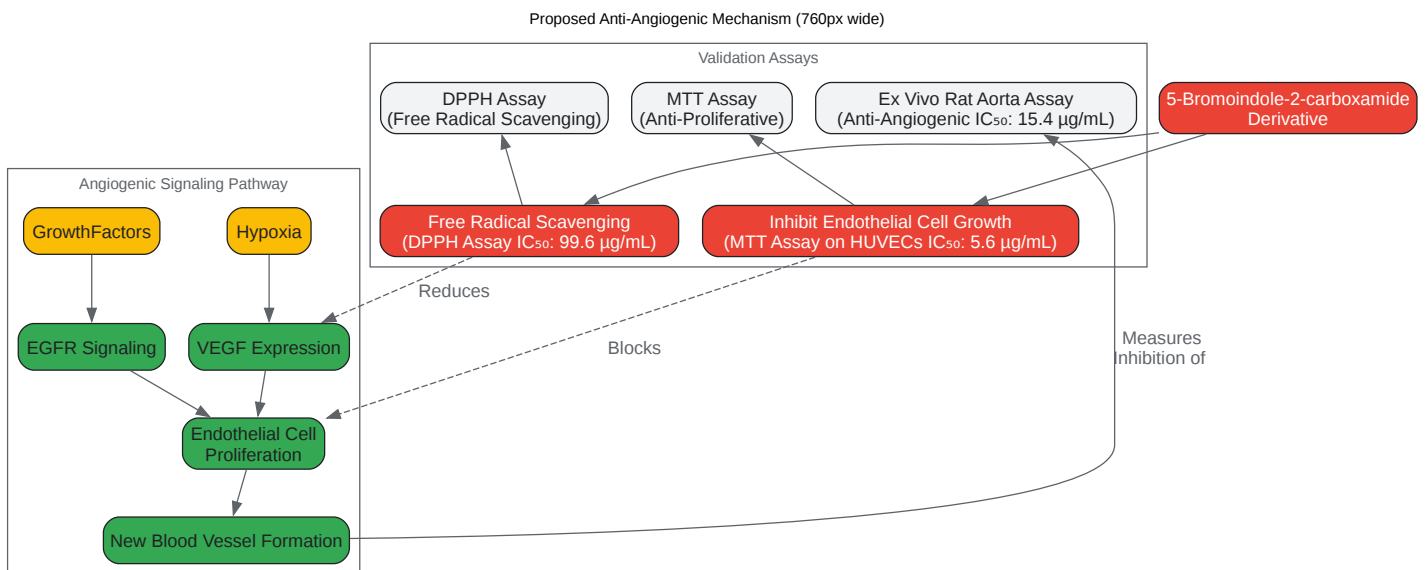 Proposed Anti-Angiogenic Mechanism (760px wide)
Validation Assays
DPPH Assay
(Free Radical Scavenging)
MTT Assay
(Anti-Proliferative)
Ex Vivo Rat Aorta Assay
(Anti-Angiogenic IC₅₀: 15.4 µg/mL)
5-Bromoindole-2-carboxamide
Derivative
Angiogenic Signaling Pathway
GrowthFactors
Hypoxia
Free Radical Scavenging
(DPPH Assay IC₅₀: 99.6 µg/mL)
Inhibit Endothelial Cell Growth
(MTT Assay on HUVECs IC₅₀: 5.6 µg/mL)
Reduces
EGFR Signaling
VEGF Expression
Blocks
Measures
Inhibition of
Endothelial Cell
Proliferation
New Blood Vessel Formation